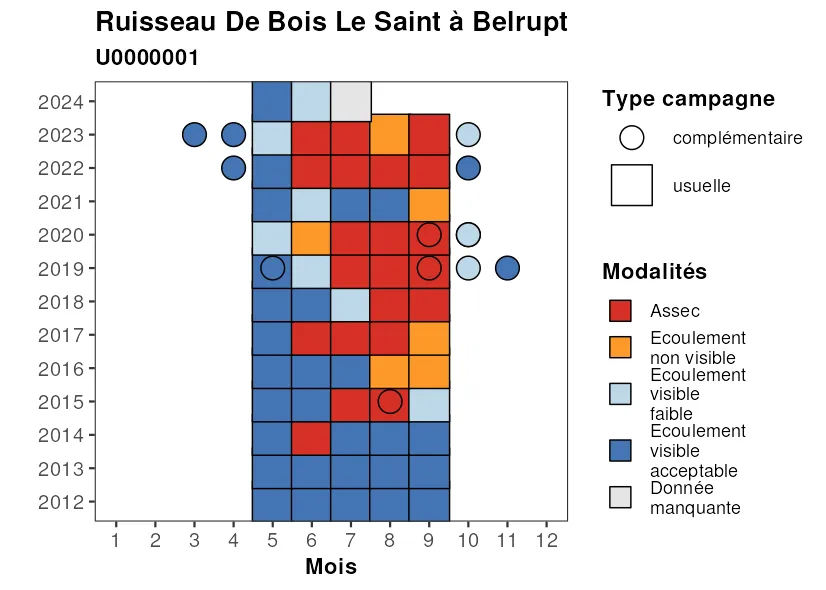 Ruisseau De Bois Le Saint à Belrupt
U0000001
2024
2023
2022
2021
2020
2019
2018
2017
2016
2015
2014
2013
2012
1 2 3 4 5 6 7 8 9 10 11 12
Mois
Type campagne
complémentaire
usuelle
Modalités
Assec
Ecoulement
non visible
Ecoulement
visible
faible
Ecoulement
visible
acceptable
Donnée
manquante